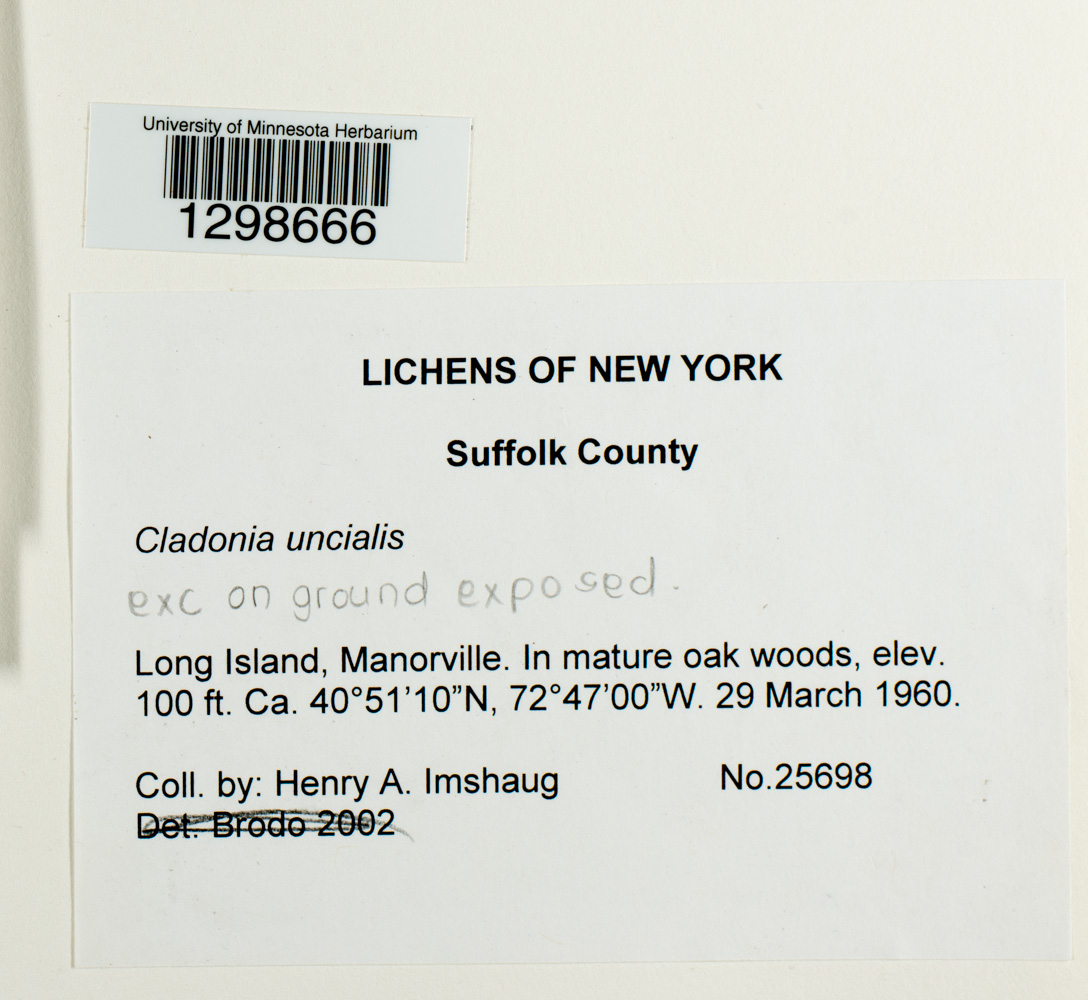 University of Minnesota Herbarium
1298666
LICHENS OF NEW YORK
Suffolk County
Cladonia uncialis
exc on ground exposed.
Long Island, Manorville. In mature oak woods, elev.
100 ft. Ca. 40°51’10”N, 72°47’00”W. 29 March 1960.
Coll. by: Henry A. Imshaug No.25698
Det. Brodo 2002